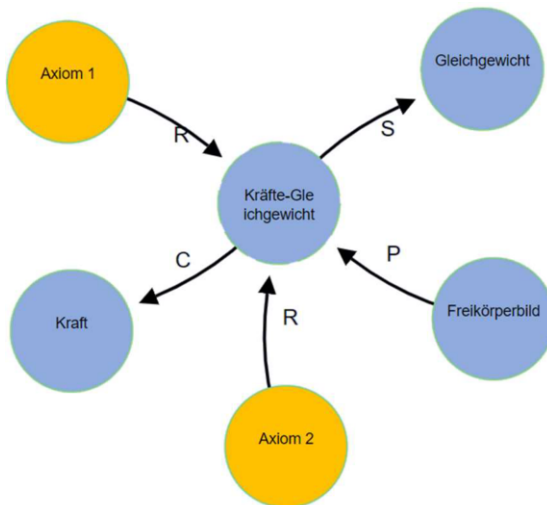 Axiom 1
Gleichgewicht
R
S
Kräfte-Gle
ichgewicht
C
P
Kraft
R
Freikörperbild
Axiom 2